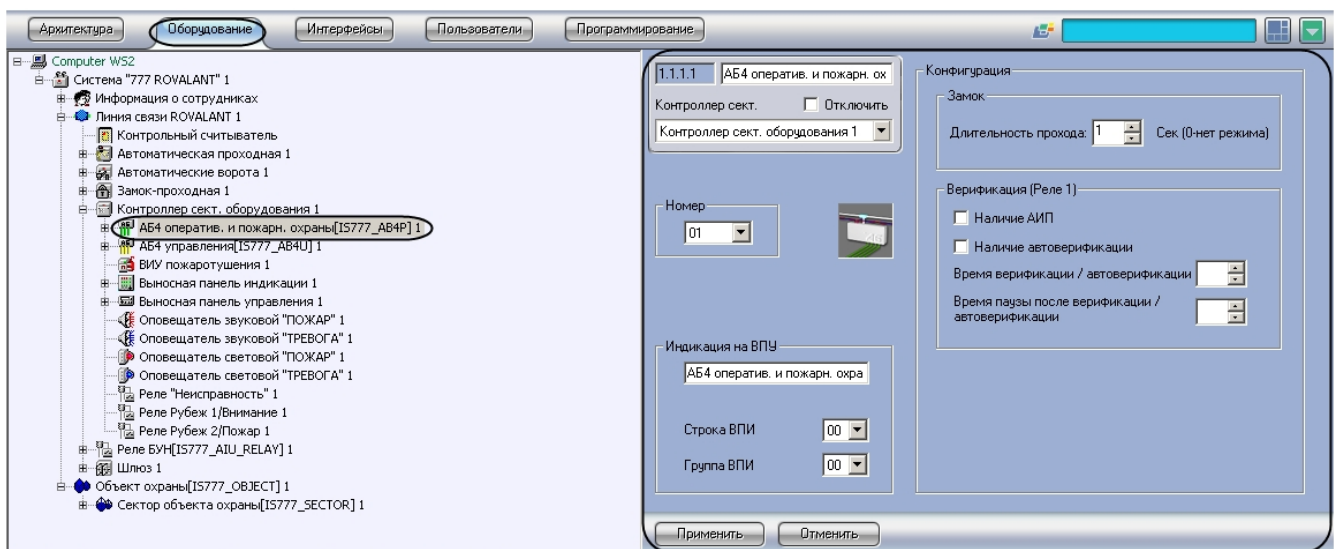 Архитектура Оборудование Интерфейсы Пользователи Программирование
Computer WS2
Система "777 ROVALANT" 1
Информация о сотрудниках
Линия связи ROVALANT 1
Контрольный считыватель
Автоматическая проходная 1
Автоматические ворота 1
Замок-проходная 1
Контроллер сект. оборудования 1
АБ4 оператив. и пожарн. охраны[IS777_AB4P] 1
АБ4 управления[IS777_AB4U] 1
ВИУ пожаротушения 1
Выносная панель индикации 1
Выносная панель управления 1
Оповещатель звуковой "ПОЖАР" 1
Оповещатель звуковой "ТРЕВОГА" 1
Оповещатель световой "ПОЖАР" 1
Оповещатель световой "ТРЕВОГА" 1
Реле "Неисправность" 1
Реле Рубеж 1/Внимание 1
Реле Рубеж 2/Пожар 1
Реле БУН[IS777_AIU_RELAY] 1
Шлюз 1
Объект охраны[IS777_OBJECT] 1
Сектор объекта охраны[IS777_SECTOR] 1
1.1.1.1 АБ4 оператив. и пожарн. ох
Контроллер сект. Отключить
Контроллер сект. оборудования 1
Номер
01
Индикация на ВПУ
АБ4 оператив. и пожарн. охра
Строка ВПИ 00
Группа ВПИ 00
Конфигурация
Замок
Длительность прохода: 1 Сек (0-нет режима)
Верификация (Реле 1)
Наличие АИП
Наличие автоверификации
Время верификации / автоверификации
Время паузы после верификации /
автоверификации
Применить Отменить